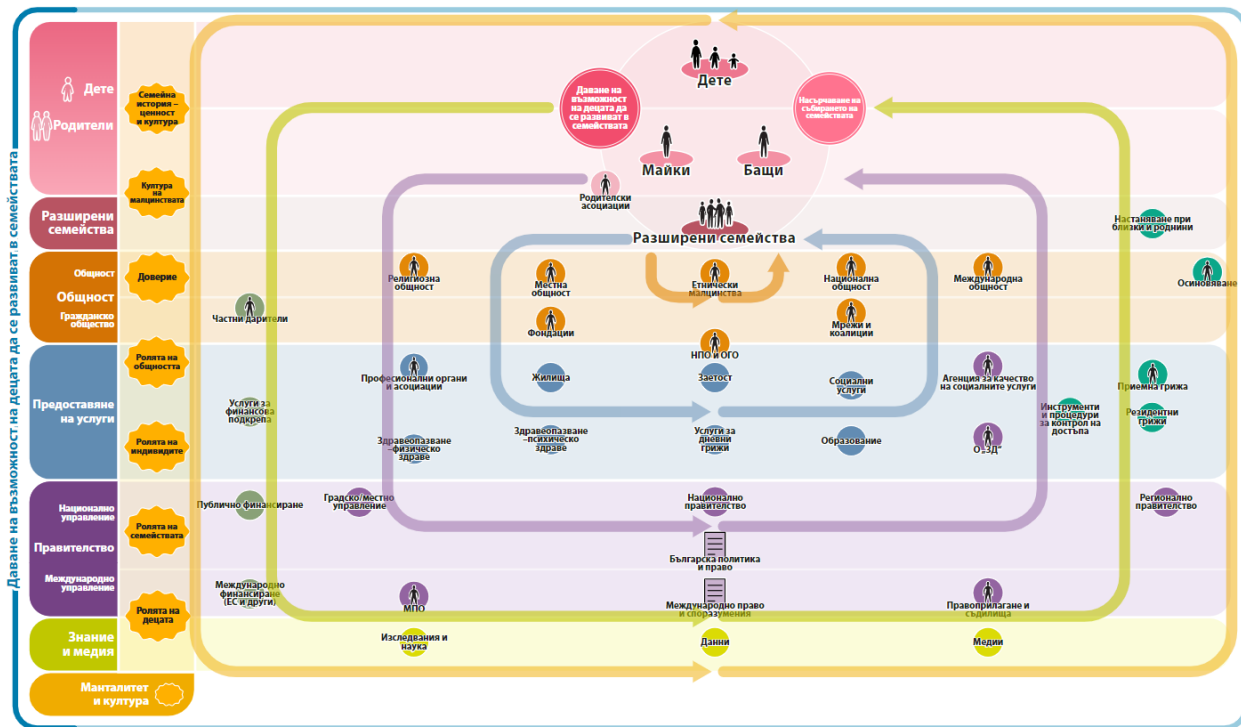 Даване на възможност на децата да се развиват в семействата
Дете
Родители
Разширени
семейства
Общност
Общност
Гражданско
общество
Предоставяне
на услуги
Национално
управление
Правителство
Международно
управление
Знание
и медия
Манталитет
и култура
Семейна
история –
ценност
и култура
Култура
на
малцинствата
Доверие
Ролята на
общността
Ролята на
индивидите
Ролята на
семействата
Ролята на
децата
Дете
Даване на
възможност
на децата да
се развиват в
семействата
Насърчаване на
събирането на
семействата
Майки
Бащи
Родителски
асоциации
Разширени семейства
Настаняване при
близки и роднини
Религиозна
общност
Местна
общност
Етнически
малцинства
Национална
общност
Международна
общност
Осиновяване
Частни дарители
Фондации
Мрежи и
коалиции
НПО и ОГО
Професионални органи
и асоциации
Жилища
Заетост
Социални
услуги
Агенция за качество
на социалните услуги
Приемна грижа
Услуги за
финансова
подкрепа
Инструменти
и процедури
за контрол на
достъпа
Резидентни
грижи
Здравеопазване
–физическо
здраве
Здравеопазване
–психическо
здраве
Услуги за
дневни
грижи
Образование
О„ЗД“
Публично финансиране
Градско/местно
управление
Национално
правителство
Регионално
правителство
Българска политика
и право
Международно
финансиране
(ЕС и други)
МПО
Международно право
и споразумения
Правоприлагане и
съдилища
Изследвания и
наука
Данни
Медии